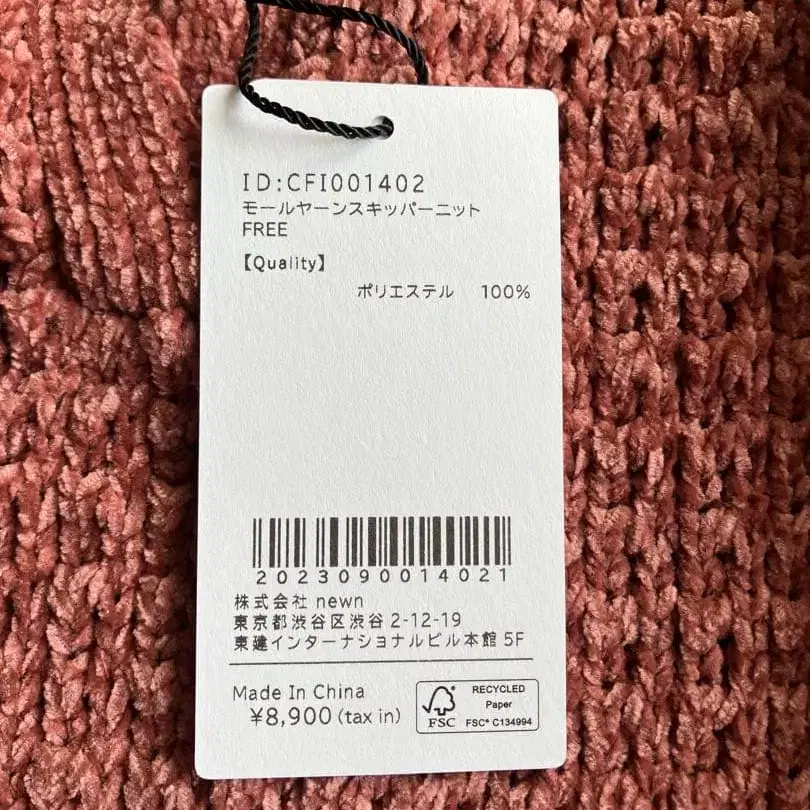 ID:CFI001402
モールヤーンスキッパーニット
FREE
【Quality】
ポリエステル 100%
2023090014021
株式会社 newn
東京都渋谷区渋谷 2-12-19
東建インターナショナルビル本館 5F
Made In China
¥8,900 (tax in)
FSC
RECYCLED
Paper
FSC® C134994